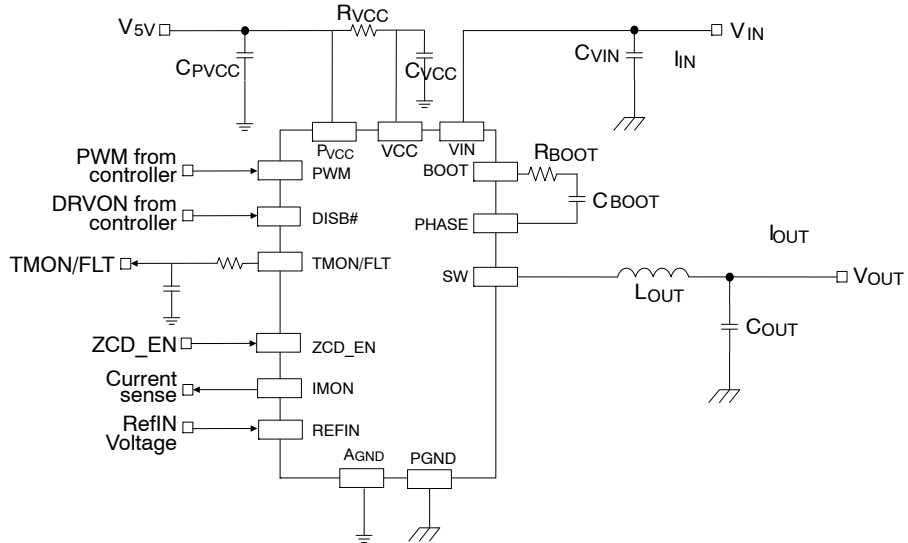 V5V
RVCC
VIN
CPVCC
CVCC
CVIN
IIN
PVCC
VCC
VIN
PWM from
controller
PWM
BOOT
RBOOT
CBOOT
DRVON from
controller
DISB#
PHASE
TMON/FLT
TMON/FLT
SW
IOUT
LOUT
VOUT
COUT
ZCD_EN
ZCD_EN
Current
sense
IMON
RefIN
Voltage
REFIN
AGND
PGND